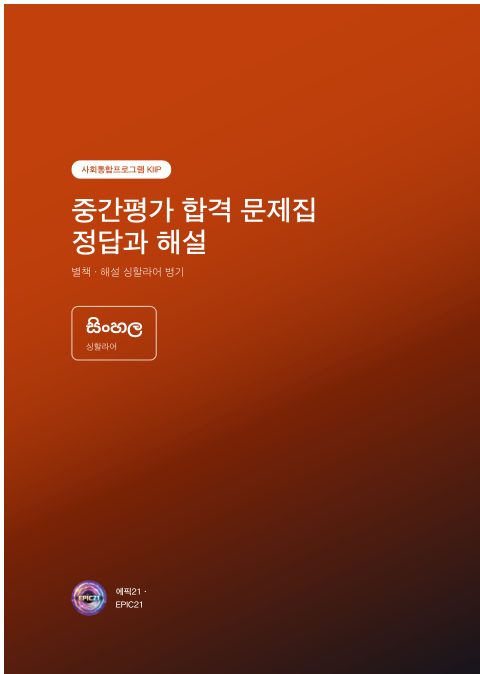 사회통합프로그램 KIIP
중간평가 합격 문제집
정답과 해설
별책 · 해설 싱할라어 병기
සිංහල
싱할라어
EPIC21
에픽21 ·
EPIC21